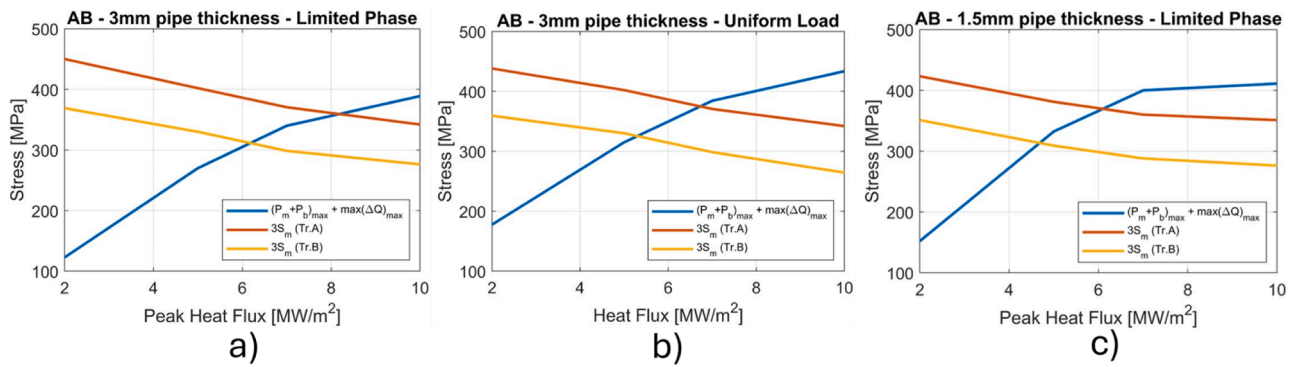 AB - 3mm pipe thickness - Limited Phase
500
400
300
200
100
Stress [MPa]
2 4 6 8 10
Peak Heat Flux [MW/m²]
(Pₘ+P_b)ₘₐₓ + max(ΔQ)ₘₐₓ
3Sₘ (Tr.A)
3Sₘ (Tr.B)
a)
AB - 3mm pipe thickness - Uniform Load
500
400
300
200
100
Stress [MPa]
2 4 6 8 10
Heat Flux [MW/m²]
(Pₘ+P_b)ₘₐₓ + max(ΔQ)ₘₐₓ
3Sₘ (Tr.A)
3Sₘ (Tr.B)
b)
AB - 1.5mm pipe thickness - Limited Phase
500
400
300
200
100
Stress [MPa]
2 4 6 8 10
Peak Heat Flux [MW/m²]
(Pₘ+P_b)ₘₐₓ + max(ΔQ)ₘₐₓ
3Sₘ (Tr.A)
3Sₘ (Tr.B)
c)